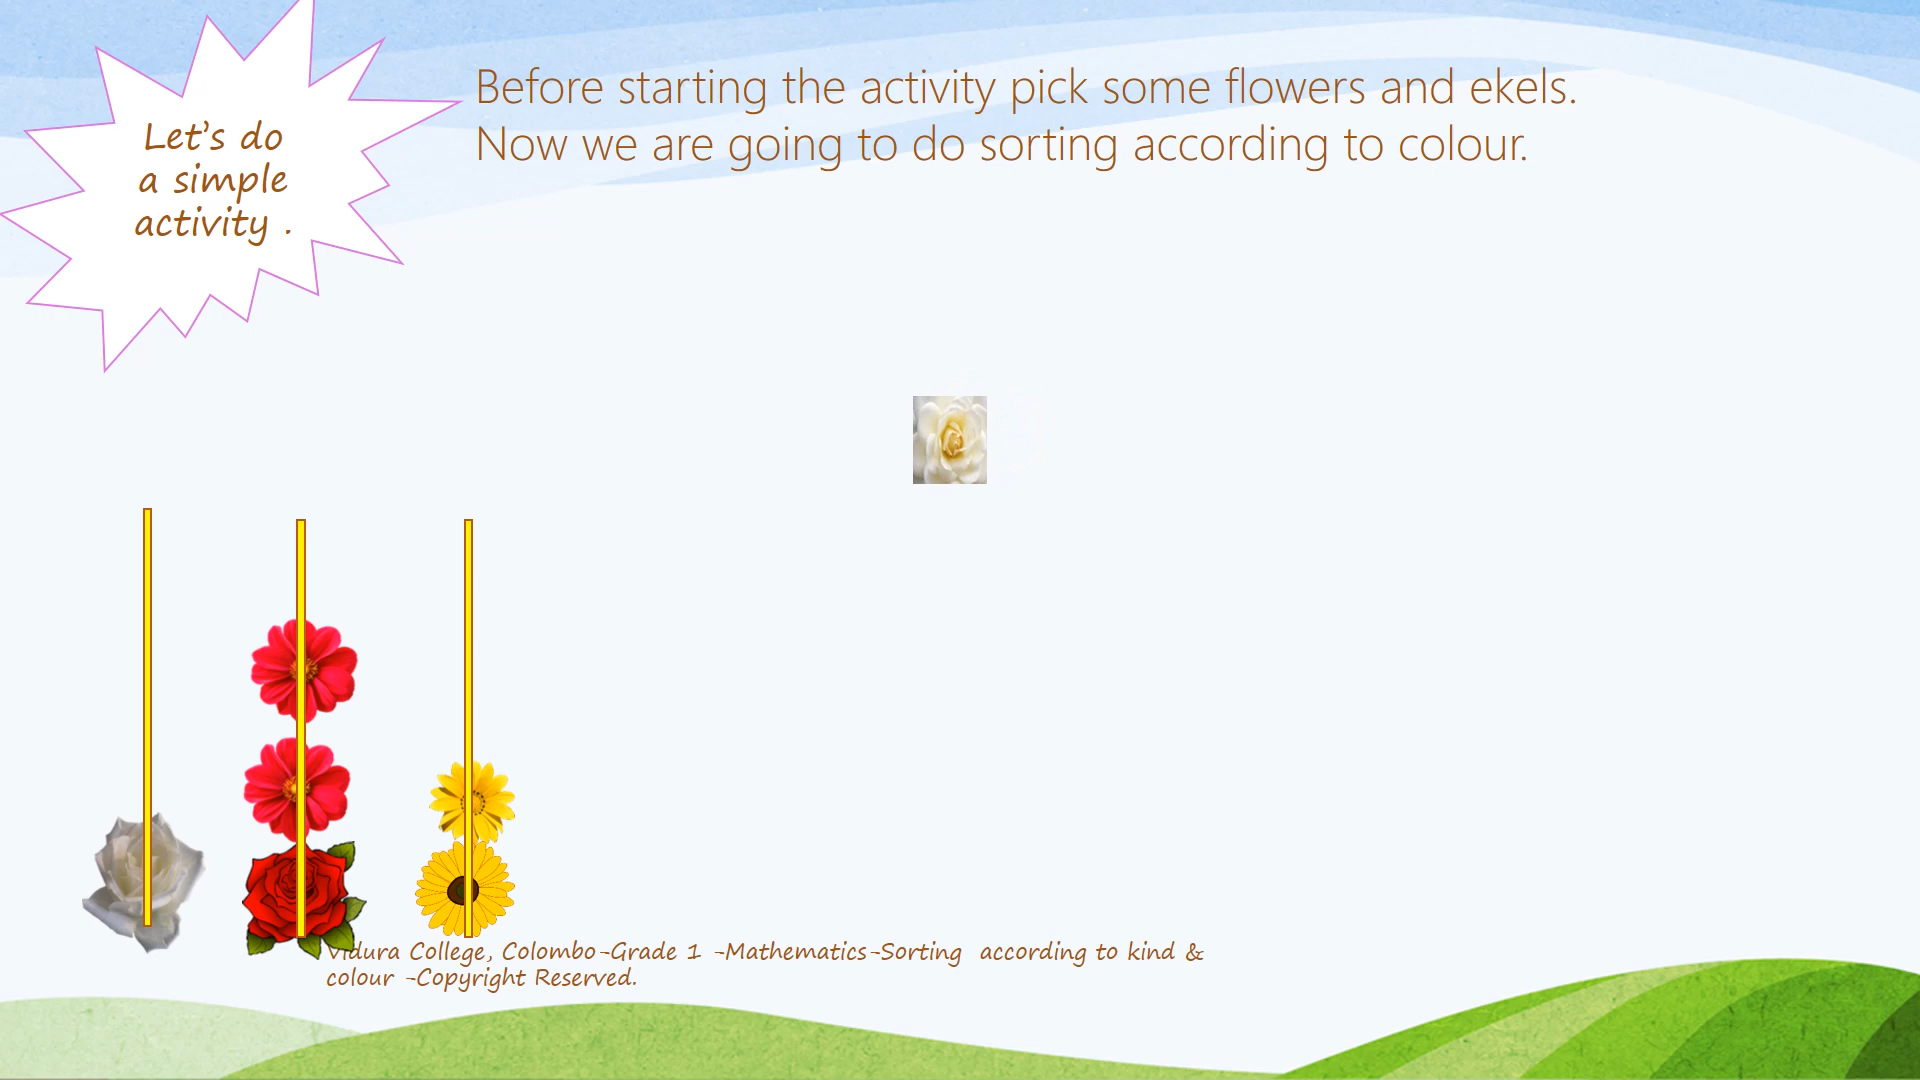 Let’s do
a simple
activity .
Before starting the activity pick some flowers and ekels.
Now we are going to do sorting according to colour.
Vidura College, Colombo-Grade 1 -Mathematics-Sorting  according to kind &
colour -Copyright Reserved.